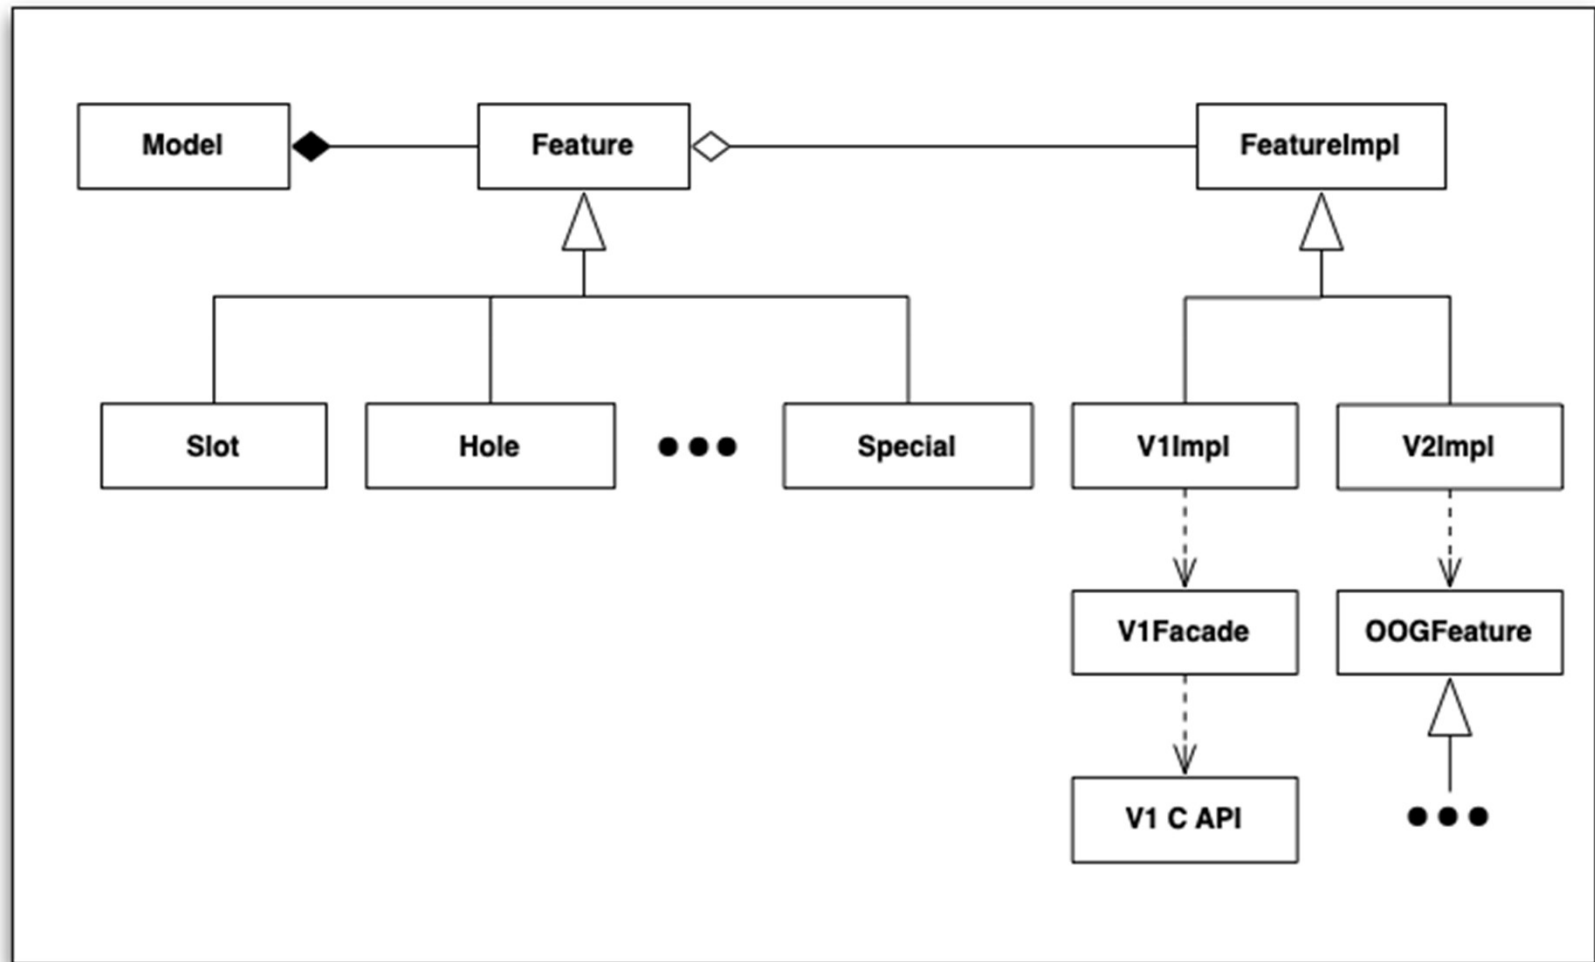 Model
Feature
FeatureImpl
Slot
Hole
Special
V1Impl
V2Impl
V1Facade
OOGFeature
V1 C API